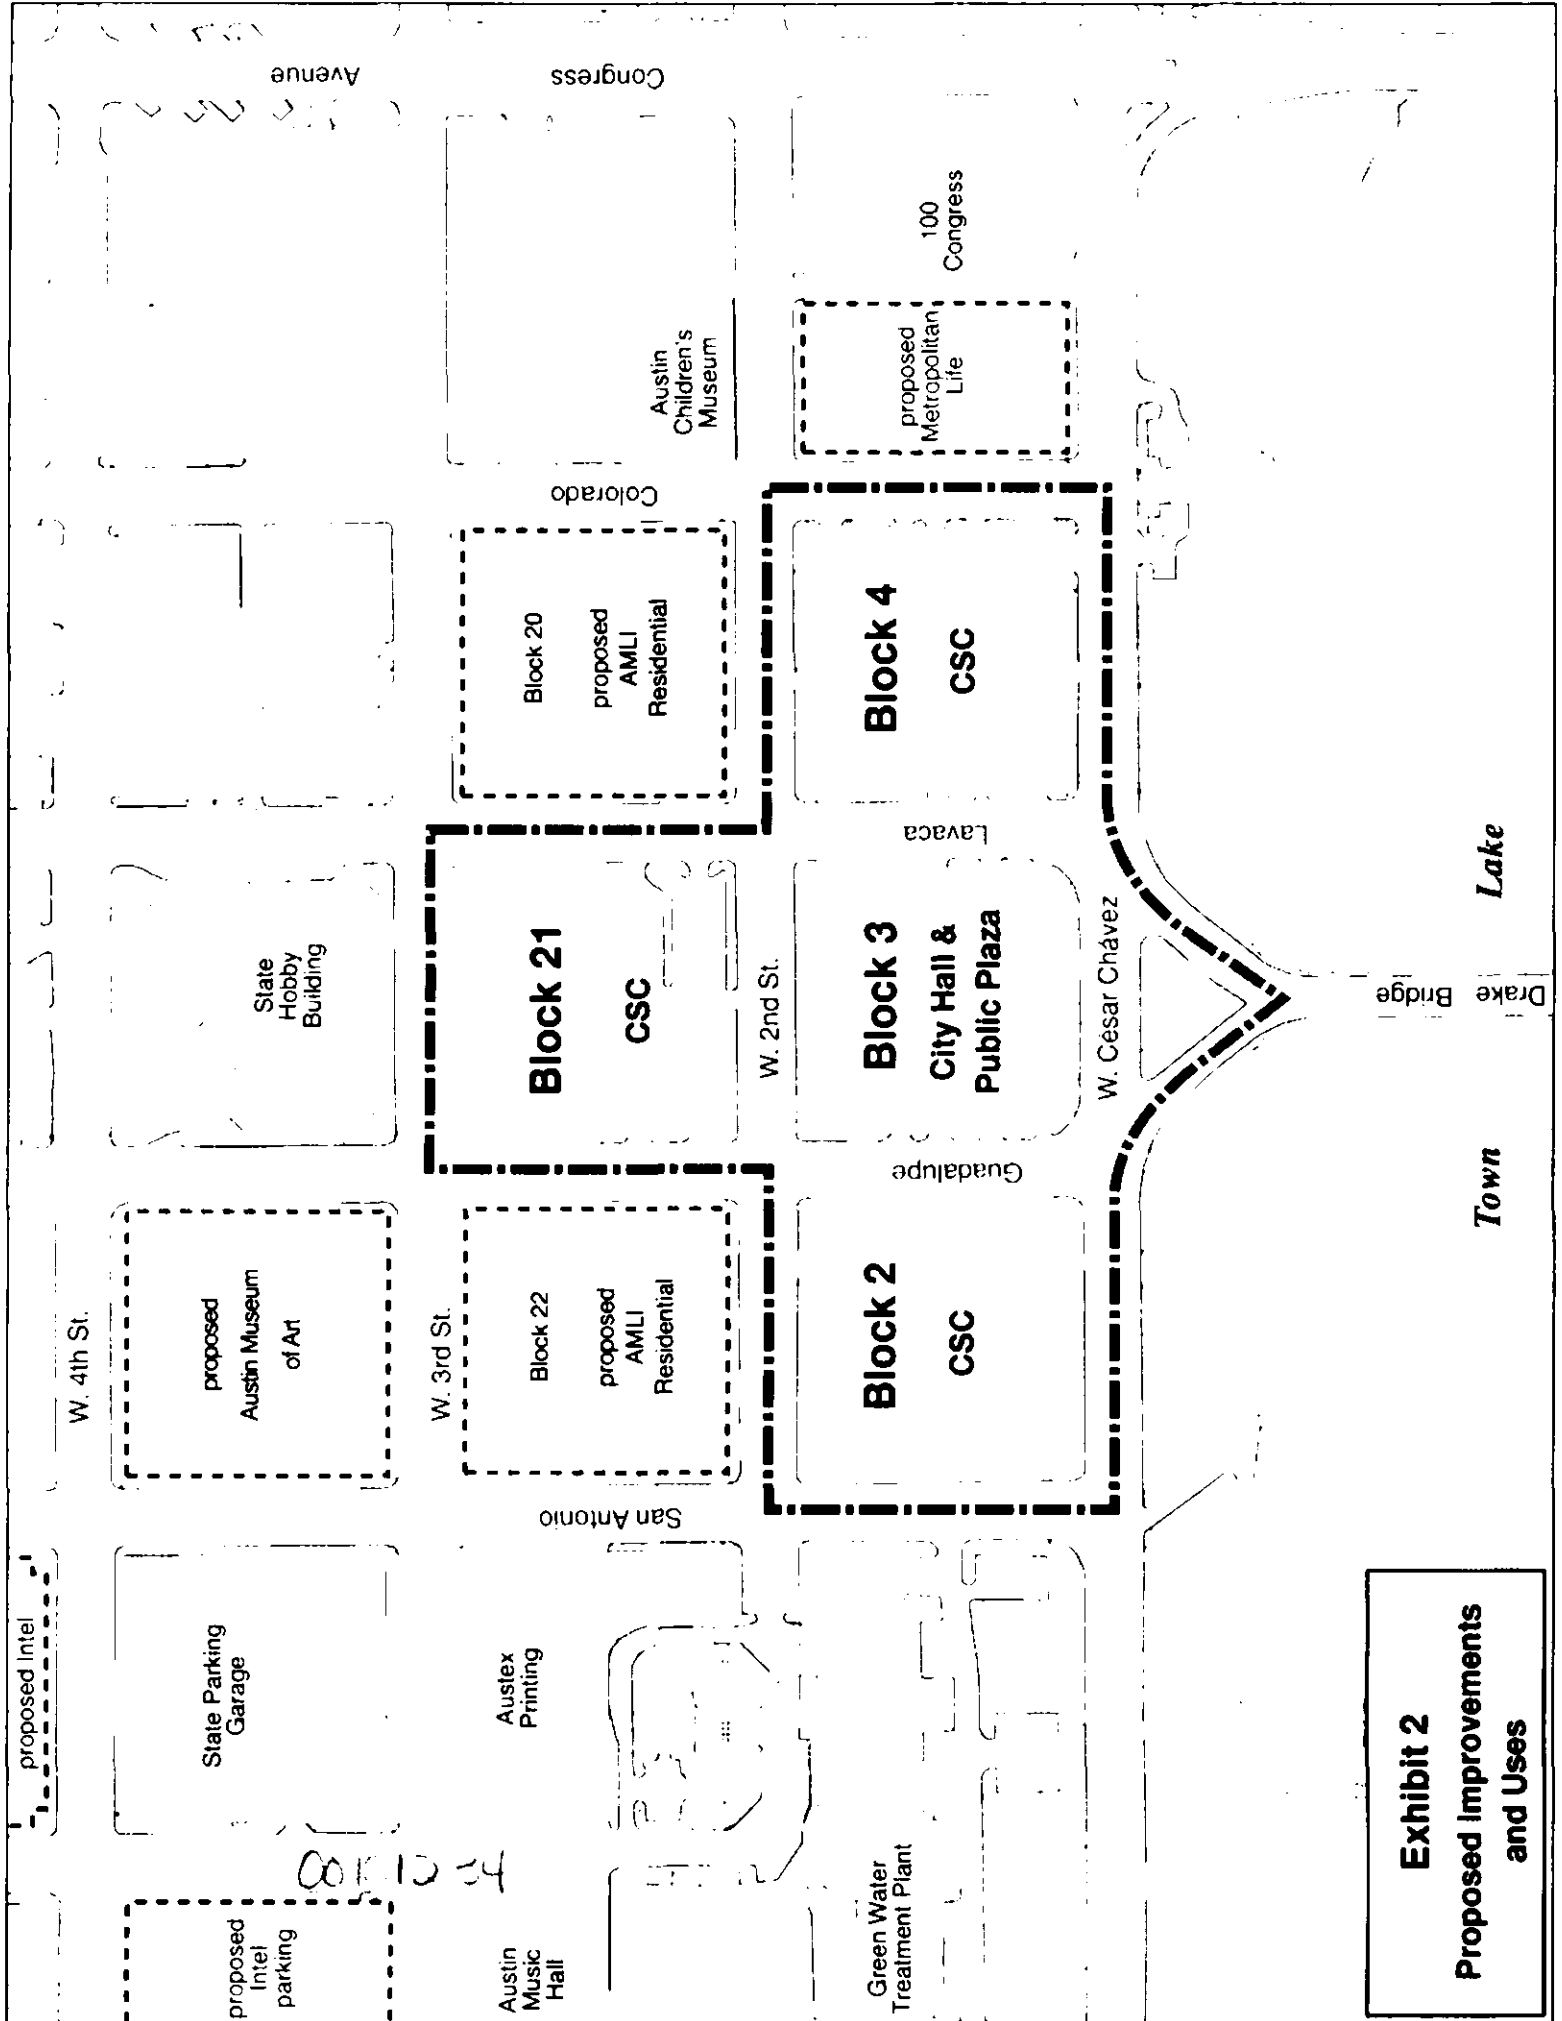 proposed Intel
W. 4th St.
proposed
Intel
parking
State Parking
Garage
proposed
Austin Museum
of Art
State
Hobby
Building
Avenue
W. 3rd St.
Austin
Music
Hall
Austex
Printing
San Antonio
Block 22
proposed
AMLI
Residential
Block 21
CSC
Block 20
proposed
AMLI
Residential
Colorado
Austin
Children's
Museum
Congress
W. 2nd St.
Green Water
Treatment Plant
Block 2
CSC
Guadalupe
Block 3
City Hall &
Public Plaza
Lavaca
Block 4
CSC
proposed
Metropolitan
Life
100
Congress
W. César Chávez
Drake
Bridge
Town Lake
Exhibit 2
Proposed Improvements
and Uses